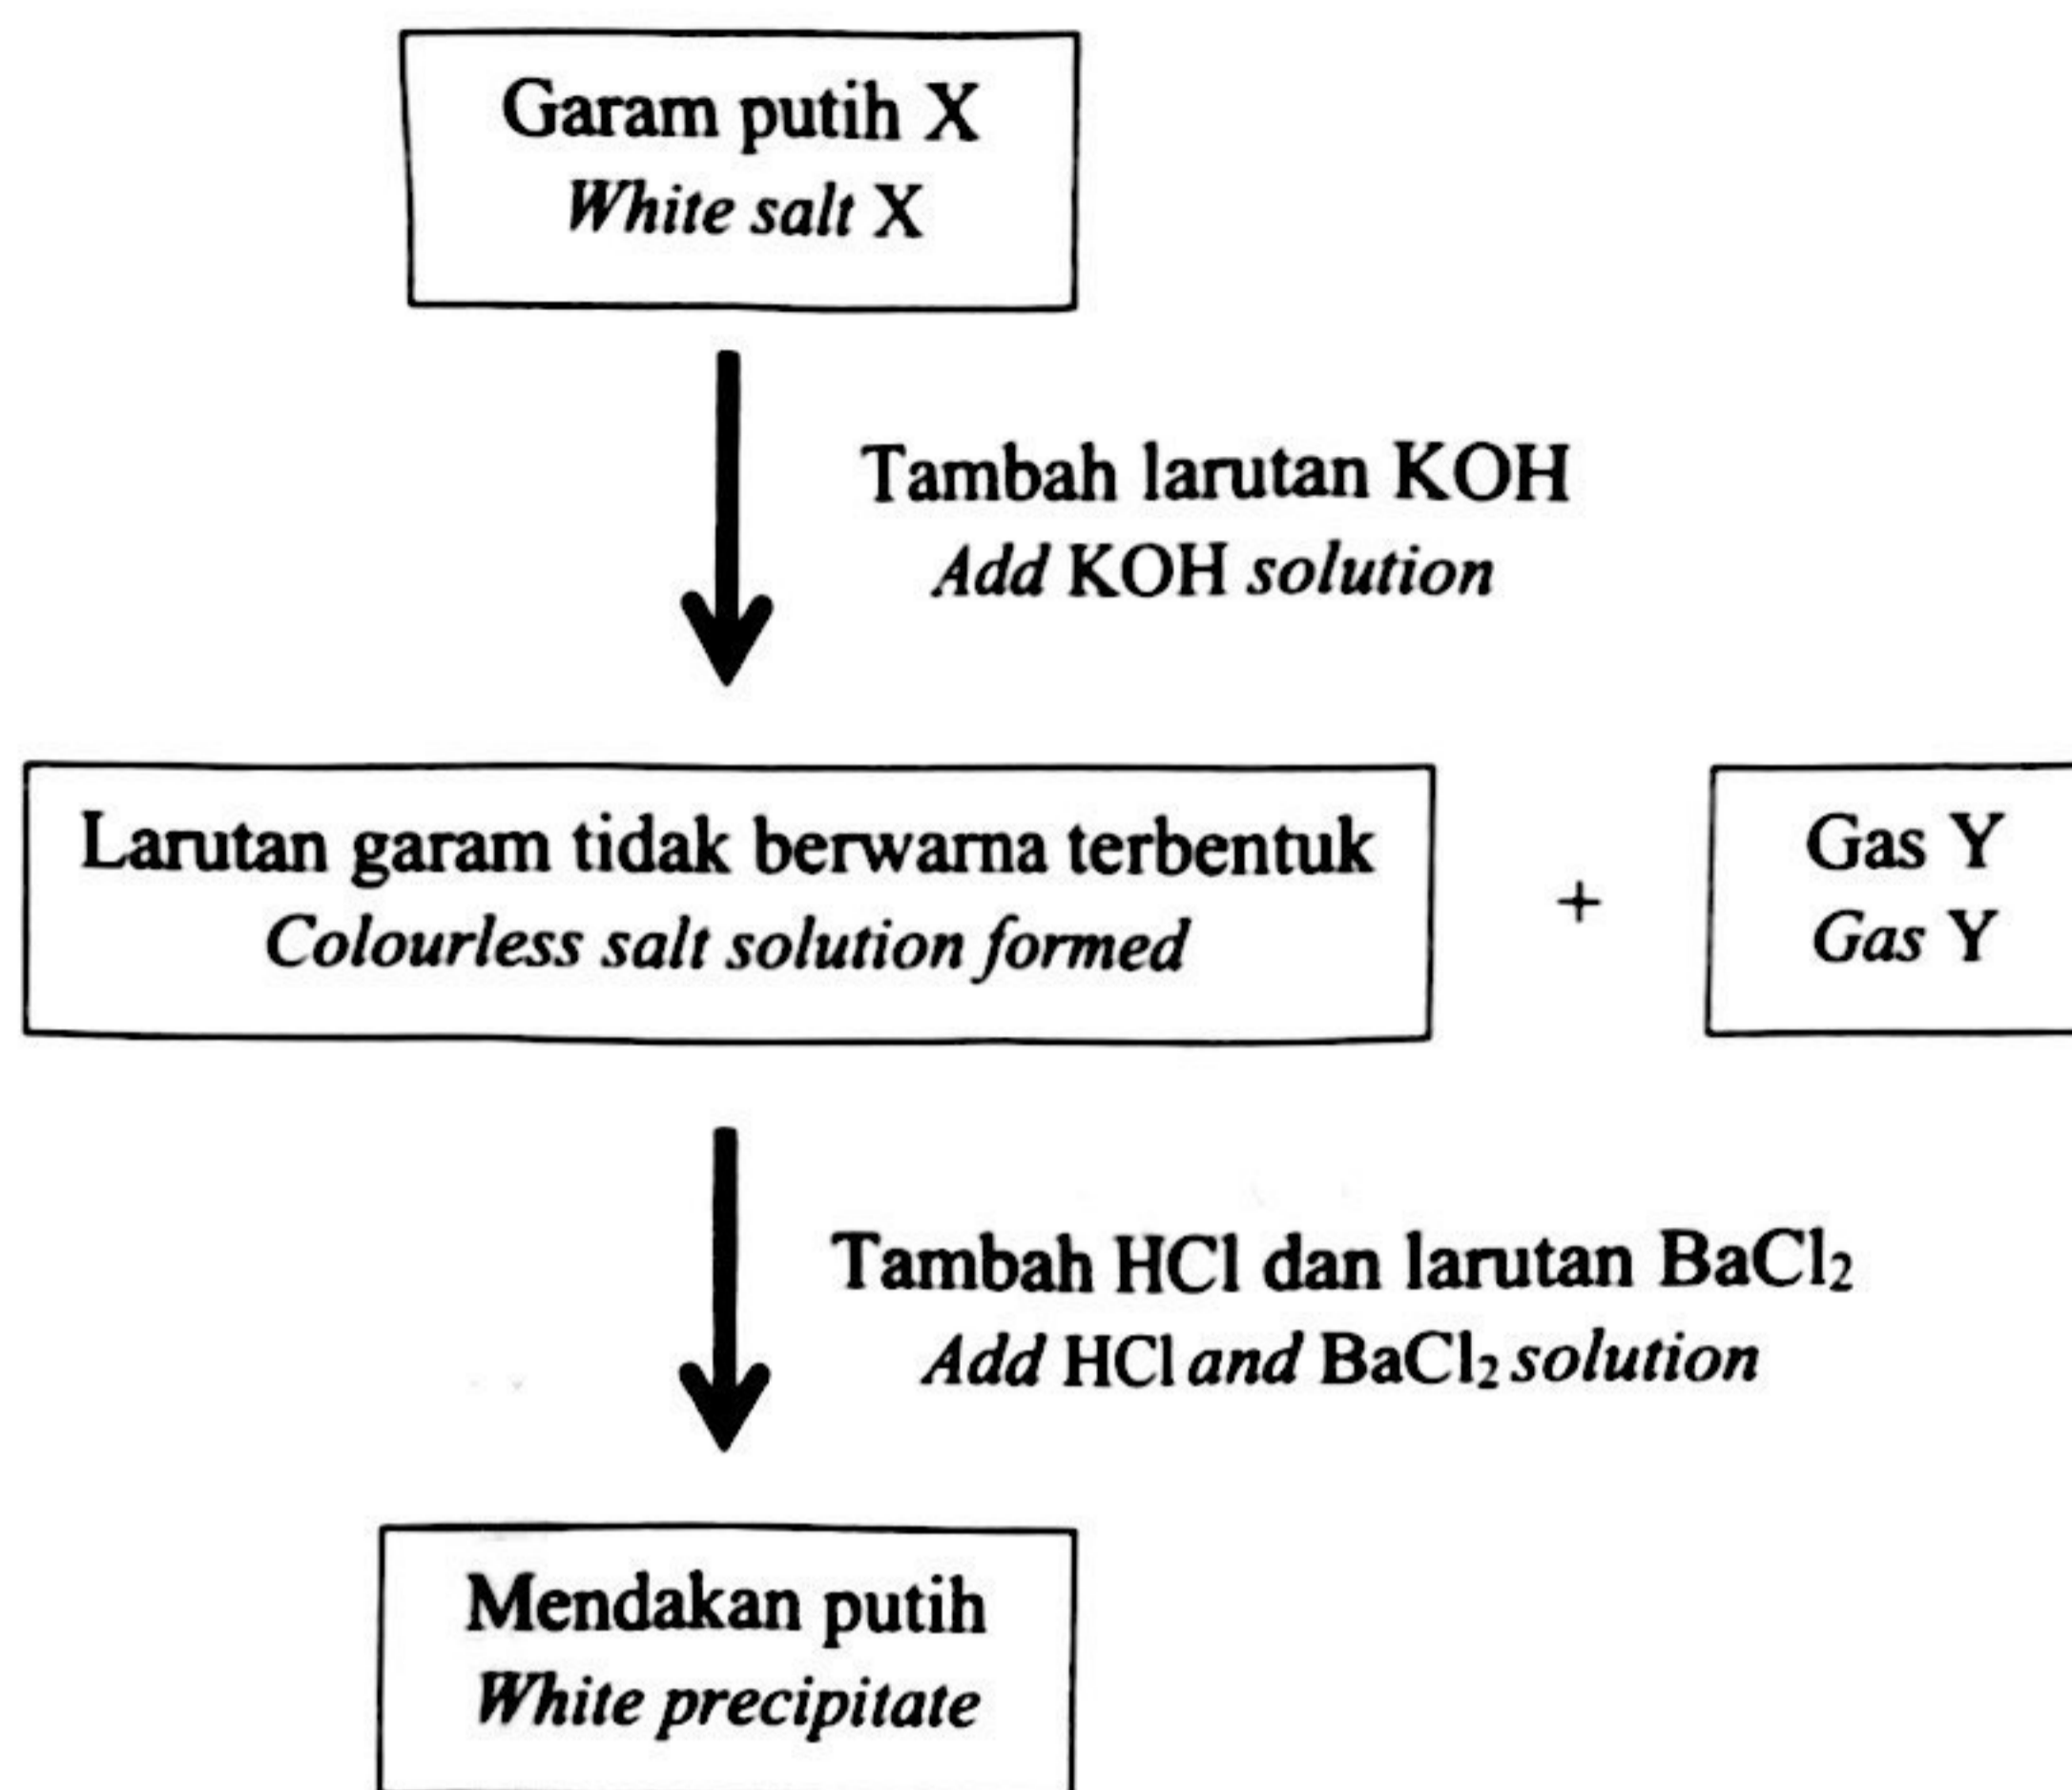 Garam putih X
White salt X
Tambah larutan KOH
Add KOH solution
Larutan garam tidak berwarna terbentuk
Colourless salt solution formed
+
Gas Y
Gas Y
Tambah HCl dan larutan BaCl₂
Add HCl and BaCl₂ solution
Mendakan putih
White precipitate